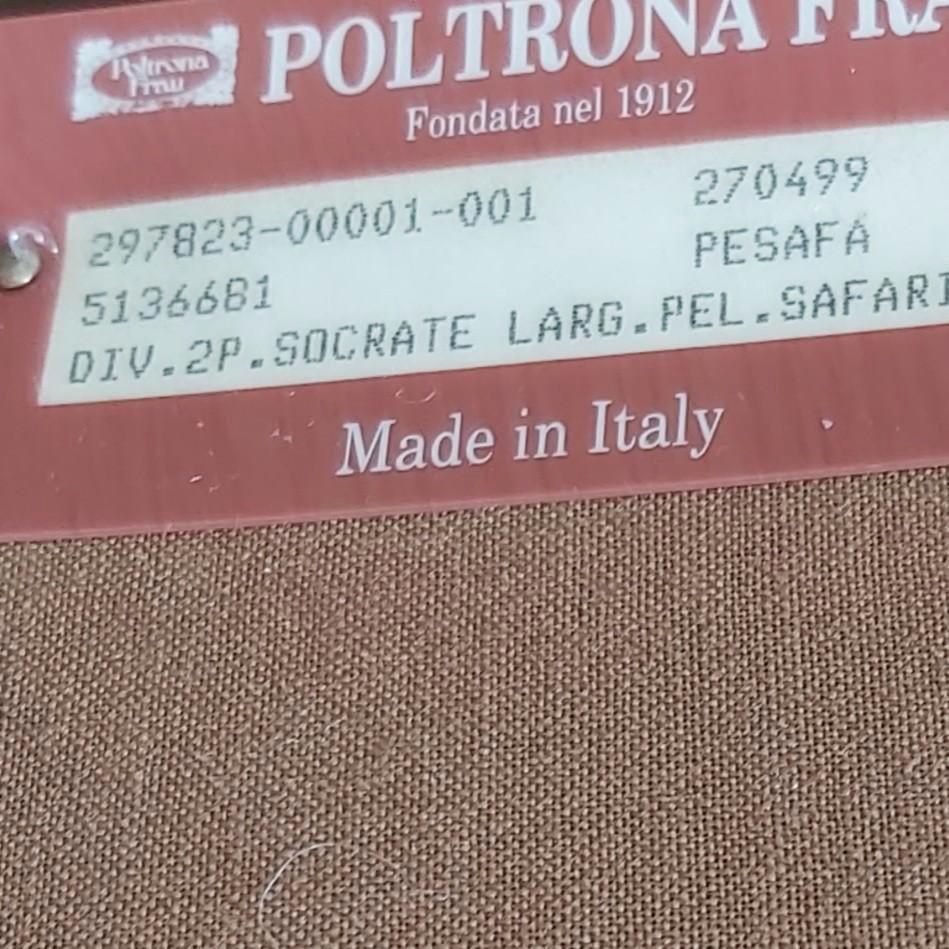 Poltrona
Frau
POLTRONA FRA
Fondata nel 1912
297823-00001-001 270499
5136681 PESAFA
DIV.2P.SOCRATE LARG.PEL.SAFARI
Made in Italy